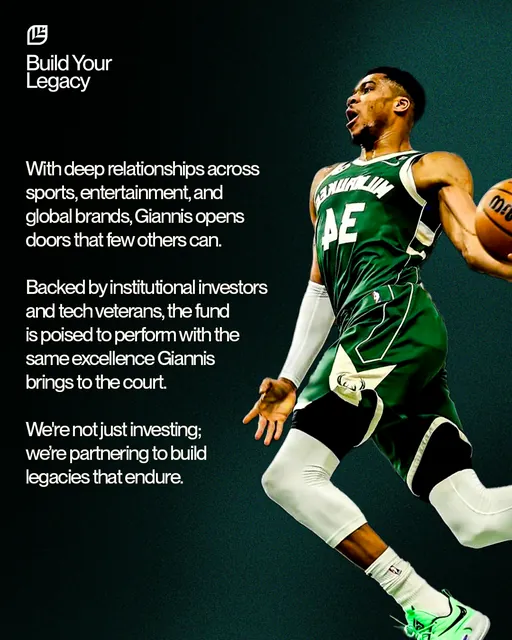 Build Your
Legacy
With deep relationships across
sports, entertainment, and
global brands, Giannis opens
doors that few others can.
Backed by institutional investors
and tech veterans, the fund
is poised to perform with the
same excellence Giannis
brings to the court.
We're not just investing;
we're partnering to build
legacies that endure.